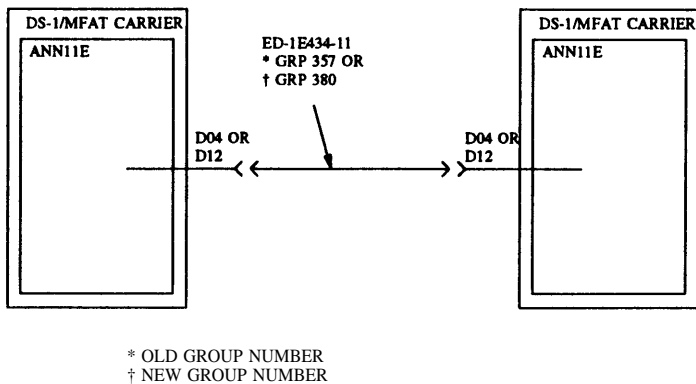 DS-1/MFAT CARRIER
ANN11E
ED-1E434-11
* GRP 357 OR
† GRP 380
D04 OR
D12
D04 OR
D12
DS-1/MFAT CARRIER
ANN11E
* OLD GROUP NUMBER
† NEW GROUP NUMBER